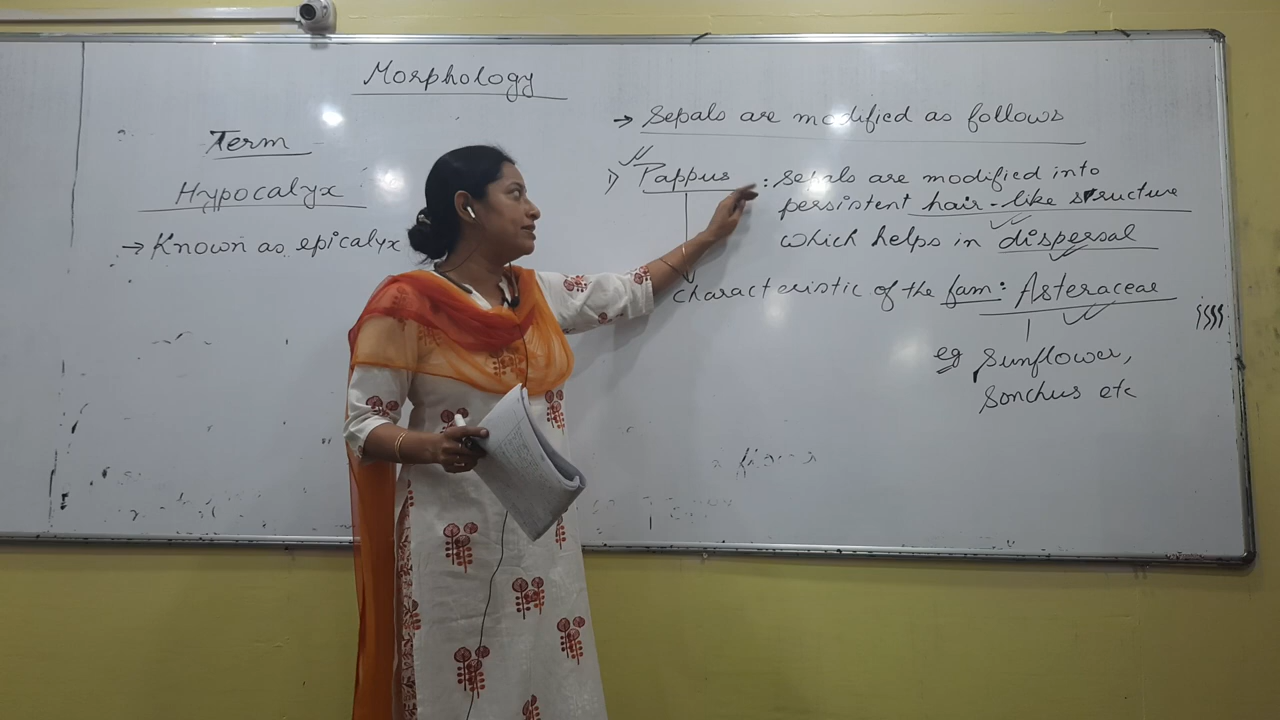 Morphology
Term
Hypocalyx
→ Known as epicalyx
→ Sepals are modified as follows
i) Pappus : Sepals are modified into
persistent hair-like structure
which helps in dispersal
characteristic of the fam: Asteraceae
eg Sunflower,
Sonchus etc